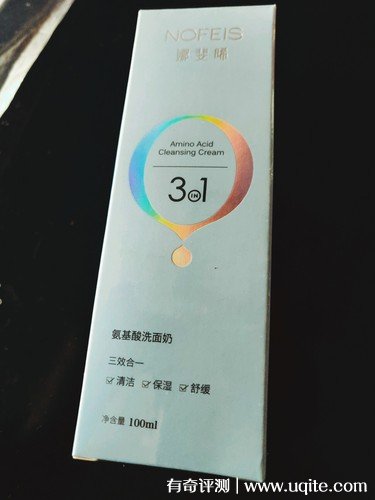 NOFEIS
娜斐晞
Amino Acid
Cleansing Cream
3 IN 1
氨基酸洗面奶
三效合一
清洁 保湿 舒缓
净含量 100ml
有奇评测 | www.uqite.com